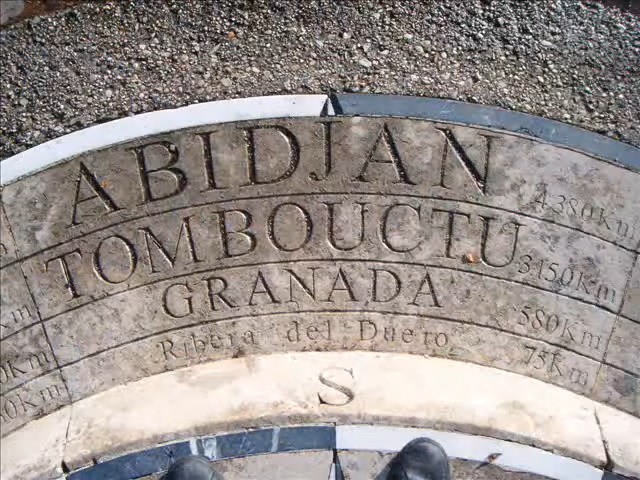 ABIDJAN 4380Km
TOMBOUCTU 3150Km
GRANADA 580Km
Ribera del Duero 75Km
S